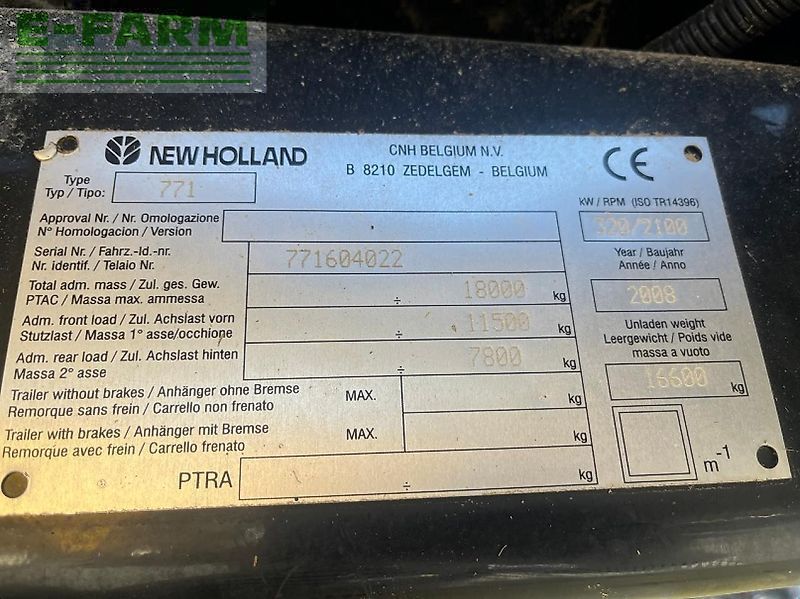 E-FARM
NEW HOLLAND
CNH BELGIUM N.V.
B 8210 ZEDELGEM - BELGIUM
CE
Type
Typ / Tipo:
771
kW / RPM (ISO TR14396)
320/2100
Approval Nr. / Nr. Omologazione
N° Homologacion / Version
Serial Nr. / Fahrz.-Id.-nr.
Nr. identif. / Telaio Nr.
771604022
Year / Baujahr
Année / Anno
2008
Total adm. mass / Zul. ges. Gew.
PTAC / Massa max. ammessa
÷ 18000 kg
Adm. front load / Zul. Achslast vorn
Stutzlast / Massa 1° asse/occhione
÷ 11500 kg
Unladen weight
Leergewicht / Poids vide
massa a vuoto
16600 kg
Adm. rear load / Zul. Achslast hinten
Massa 2° asse
÷ 7800 kg
Trailer without brakes / Anhänger ohne Bremse
Remorque sans frein / Carrello non frenato
MAX. kg
Trailer with brakes / Anhänger mit Bremse
Remorque avec frein / Carrello frenato
MAX. kg
m-1
PTRA ÷ kg